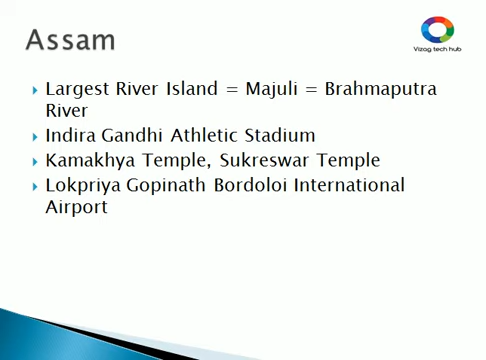 Assam
Vizag tech hub
Largest River Island = Majuli = Brahmaputra
River
Indira Gandhi Athletic Stadium
Kamakhya Temple, Sukreswar Temple
Lokpriya Gopinath Bordoloi International
Airport